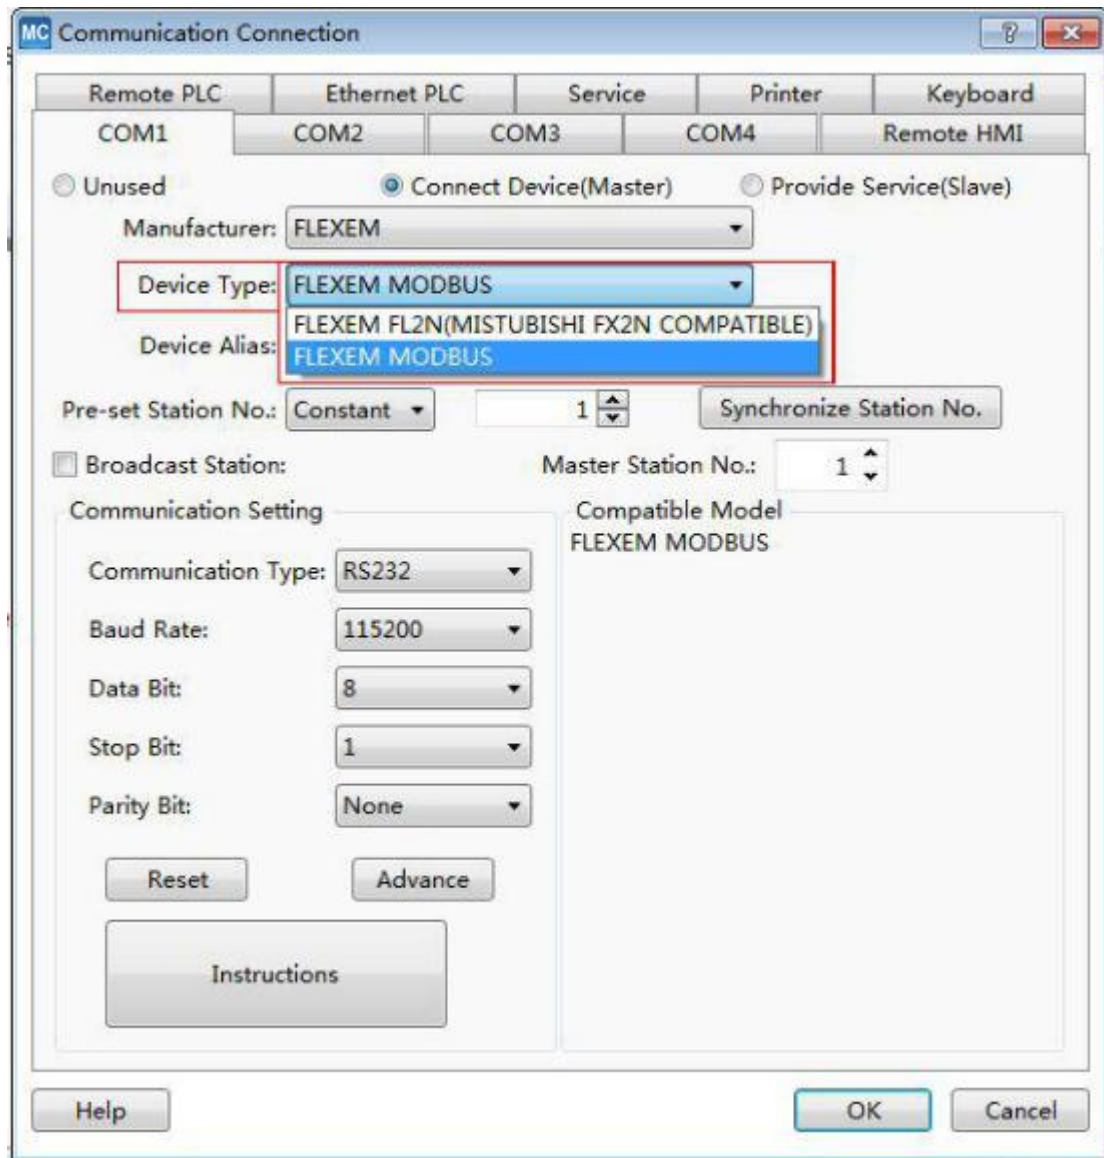 MC Communication Connection
Remote PLC Ethernet PLC Service Printer Keyboard
COM1 COM2 COM3 COM4 Remote HMI
Unused Connect Device(Master) Provide Service(Slave)
Manufacturer: FLEXEM
Device Type: FLEXEM MODBUS
FLEXEM FL2N(MISTUBISHI FX2N COMPATIBLE)
Device Alias: FLEXEM MODBUS
Pre-set Station No.: Constant 1 Synchronize Station No.
Broadcast Station: Master Station No.: 1
Communication Setting Compatible Model
FLEXEM MODBUS
Communication Type: RS232
Baud Rate: 115200
Data Bit: 8
Stop Bit: 1
Parity Bit: None
Reset Advance
Instructions
Help OK Cancel